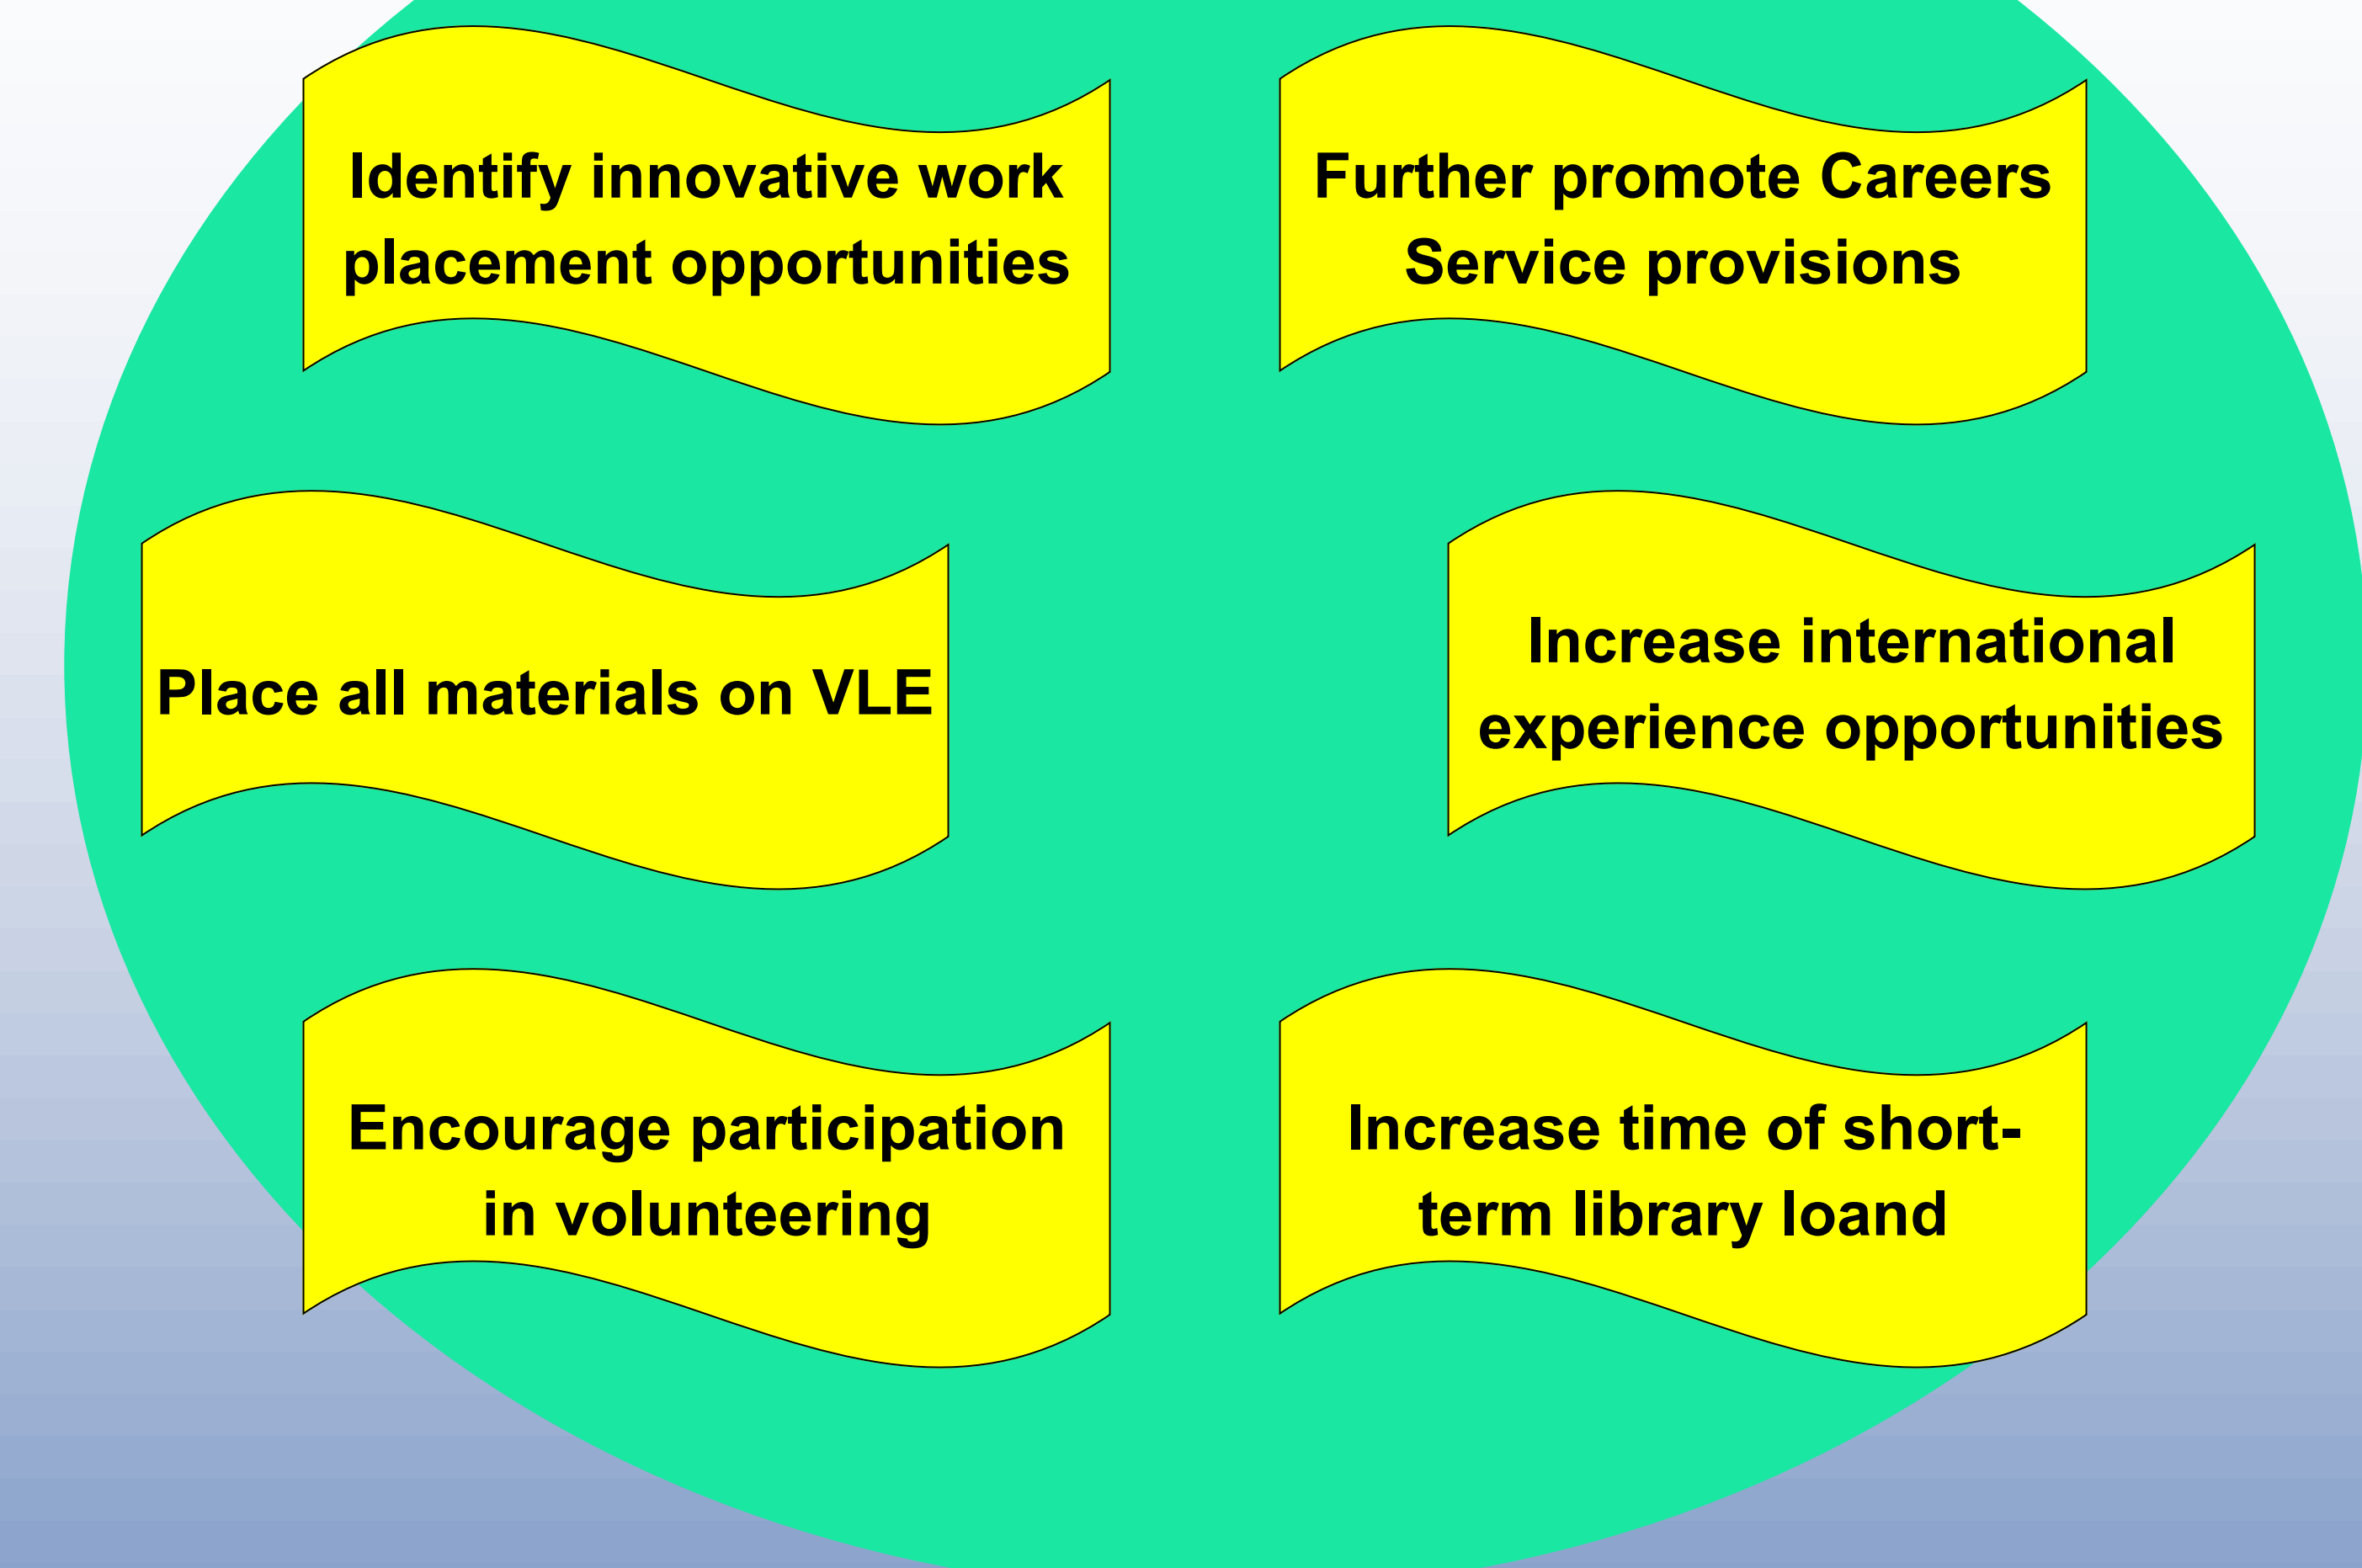 Identify innovative work
placement opportunities
Further promote Careers
Service provisions
Place all materials on VLE
Increase international
experience opportunities
Encourage participation
in volunteering
Increase time of short-
term library loand